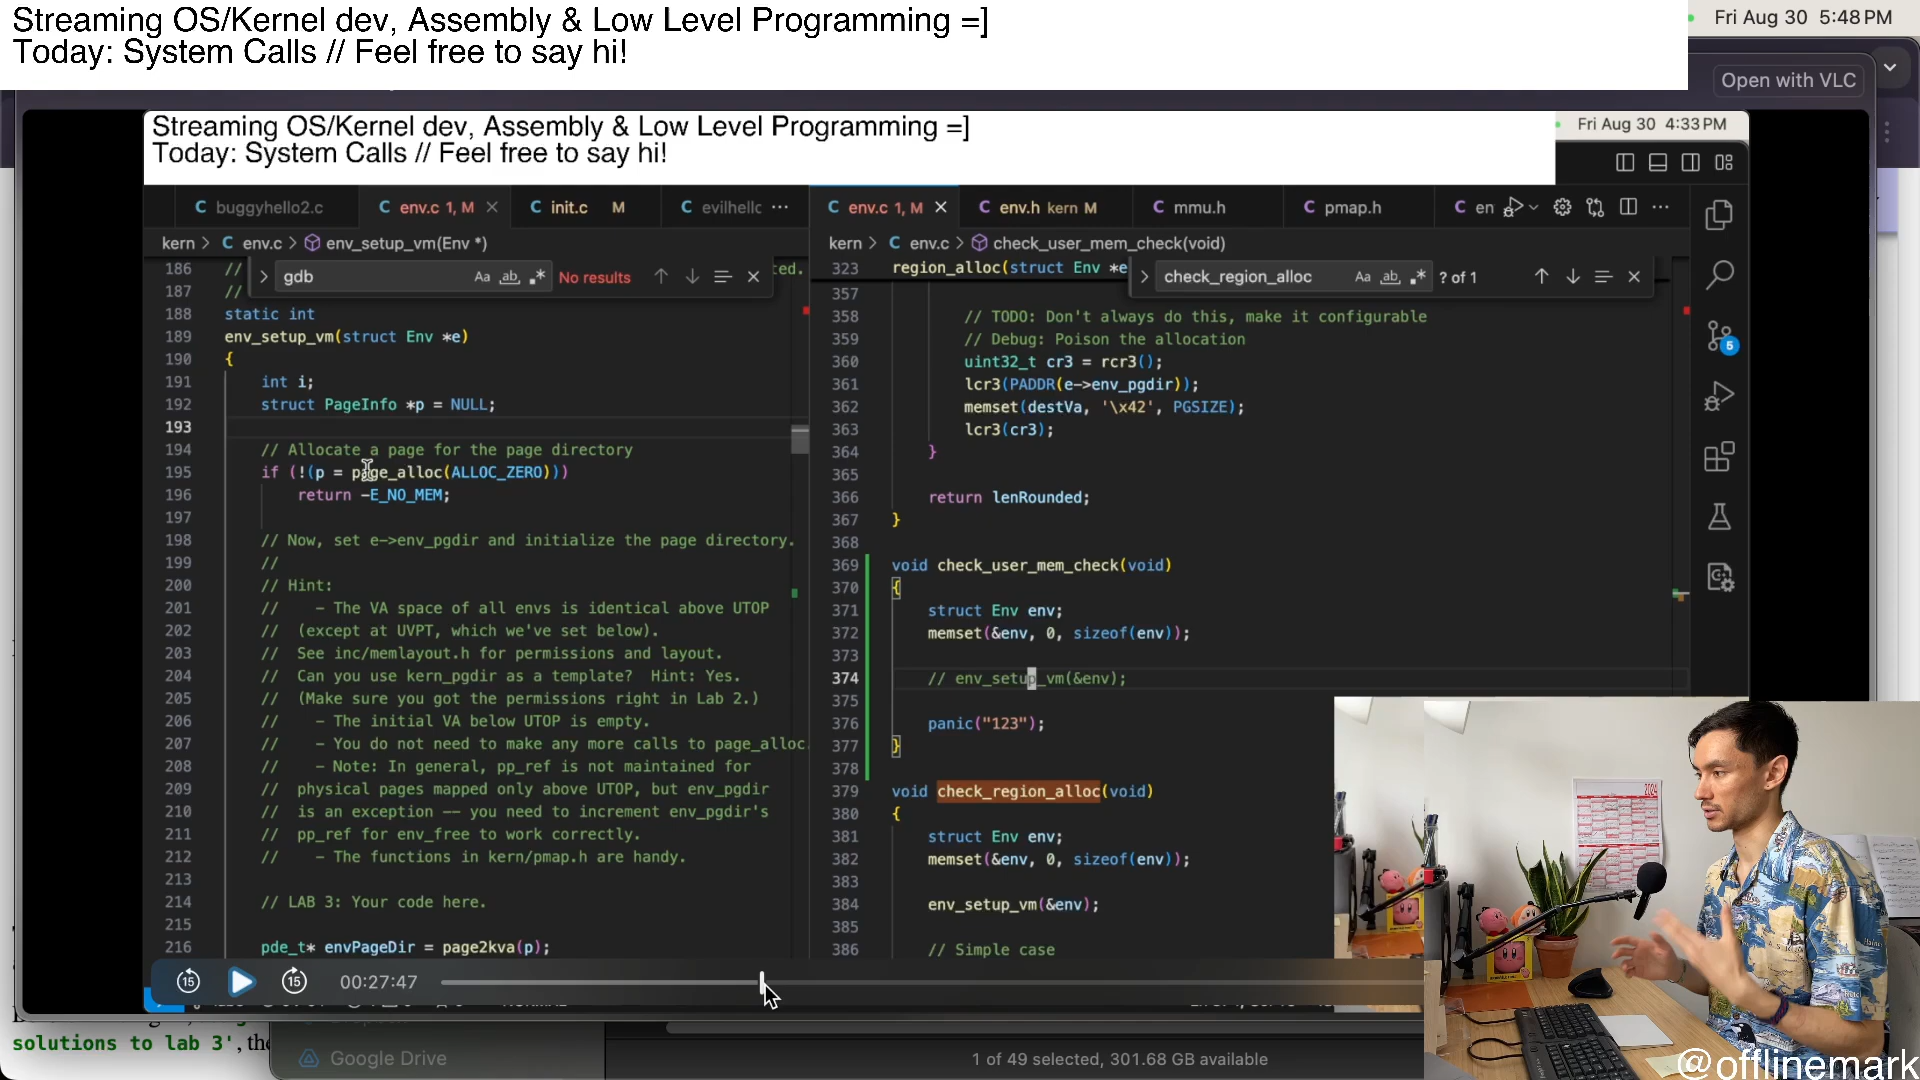 Streaming OS/Kernel dev, Assembly & Low Level Programming =]
Today: System Calls // Feel free to say hi!
Fri Aug 30 5:48 PM
Open with VLC
Streaming OS/Kernel dev, Assembly & Low Level Programming =]
Today: System Calls // Feel free to say hi!
Fri Aug 30 4:33 PM
C buggyhello2.c
C env.c 1, M
C init.c M
C evilhello
C env.c 1, M
C env.h kern M
C mmu.h
C pmap.h
C en
kern > C env.c > env_setup_vm(Env *)
gdb
Aa ab .*
No results
186 // ted.
187 //
188 static int
189 env_setup_vm(struct Env *e)
190 {
191 int i;
192 struct PageInfo *p = NULL;
193
194 // Allocate a page for the page directory
195 if (!(p = page_alloc(ALLOC_ZERO)))
196 return -E_NO_MEM;
197
198 // Now, set e->env_pgdir and initialize the page directory.
199 //
200 // Hint:
201 // - The VA space of all envs is identical above UTOP
202 // (except at UVPT, which we've set below).
203 // See inc/memlayout.h for permissions and layout.
204 // Can you use kern_pgdir as a template? Hint: Yes.
205 // (Make sure you got the permissions right in Lab 2.)
206 // - The initial VA below UTOP is empty.
207 // - You do not need to make any more calls to page_alloc.
208 // - Note: In general, pp_ref is not maintained for
209 // physical pages mapped only above UTOP, but env_pgdir
210 // is an exception -- you need to increment env_pgdir's
211 // pp_ref for env_free to work correctly.
212 // - The functions in kern/pmap.h are handy.
213
214 // LAB 3: Your code here.
215
216 pde_t* envPageDir = page2kva(p);
kern > C env.c > check_user_mem_check(void)
check_region_alloc
Aa ab .*
? of 1
323 region_alloc(struct Env *e
357
358 // TODO: Don't always do this, make it configurable
359 // Debug: Poison the allocation
360 uint32_t cr3 = rcr3();
361 lcr3(PADDR(e->env_pgdir));
362 memset(destVa, '\x42', PGSIZE);
363 lcr3(cr3);
364 }
365
366 return lenRounded;
367 }
368
369 void check_user_mem_check(void)
370 {
371 struct Env env;
372 memset(&env, 0, sizeof(env));
373
374 // env_setup_vm(&env);
375
376 panic("123");
377 }
378
379 void check_region_alloc(void)
380 {
381 struct Env env;
382 memset(&env, 0, sizeof(env));
383
384 env_setup_vm(&env);
385
386 // Simple case
5
15
15
00:27:47
solutions to lab 3', the
Google Drive
1 of 49 selected, 301.68 GB available
2024
@offlinemark